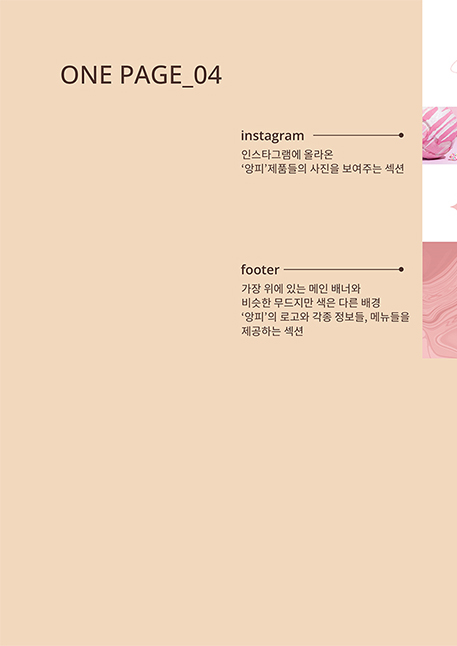 ONE PAGE_04
instagram
인스타그램에 올라온
‘앙피’제품들의 사진을 보여주는 섹션
footer
가장 위에 있는 메인 배너와
비슷한 무드지만 색은 다른 배경
‘앙피’의 로고와 각종 정보들, 메뉴들을
제공하는 섹션